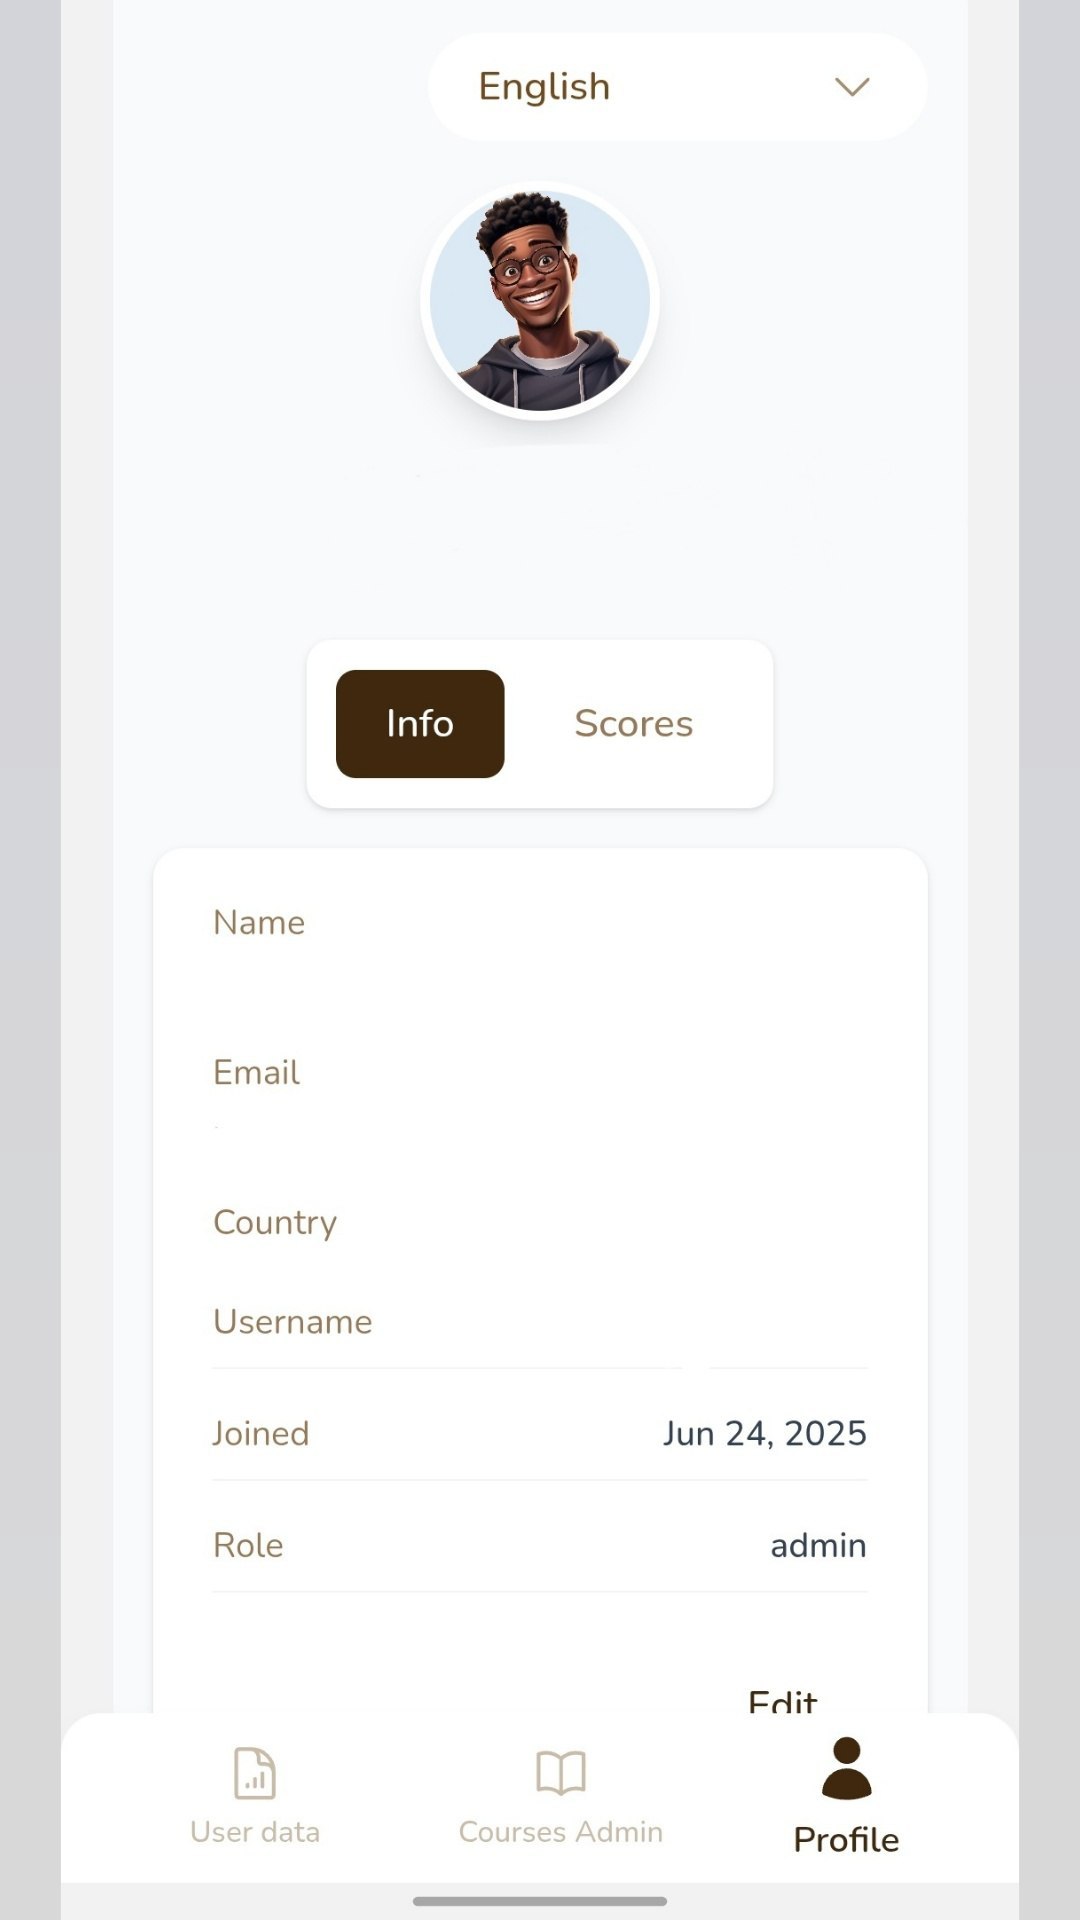 English
Info
Scores
Name
Email
Country
Username
Joined
Jun 24, 2025
Role
admin
Edit
User data
Courses Admin
Profile